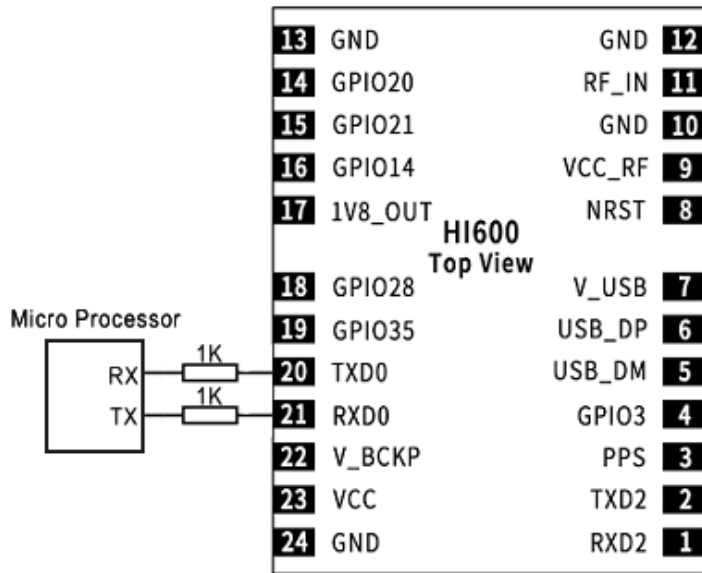 13 GND GND 12
14 GPIO20 RF_IN 11
15 GPIO21 GND 10
16 GPIO14 VCC_RF 9
17 1V8_OUT NRST 8
HI600
Top View
18 GPIO28 V_USB 7
Micro Processor
19 GPIO35 USB_DP 6
RX 1K 20 TXD0 USB_DM 5
TX 1K 21 RXD0 GPIO3 4
22 V_BCKP PPS 3
23 VCC TXD2 2
24 GND RXD2 1